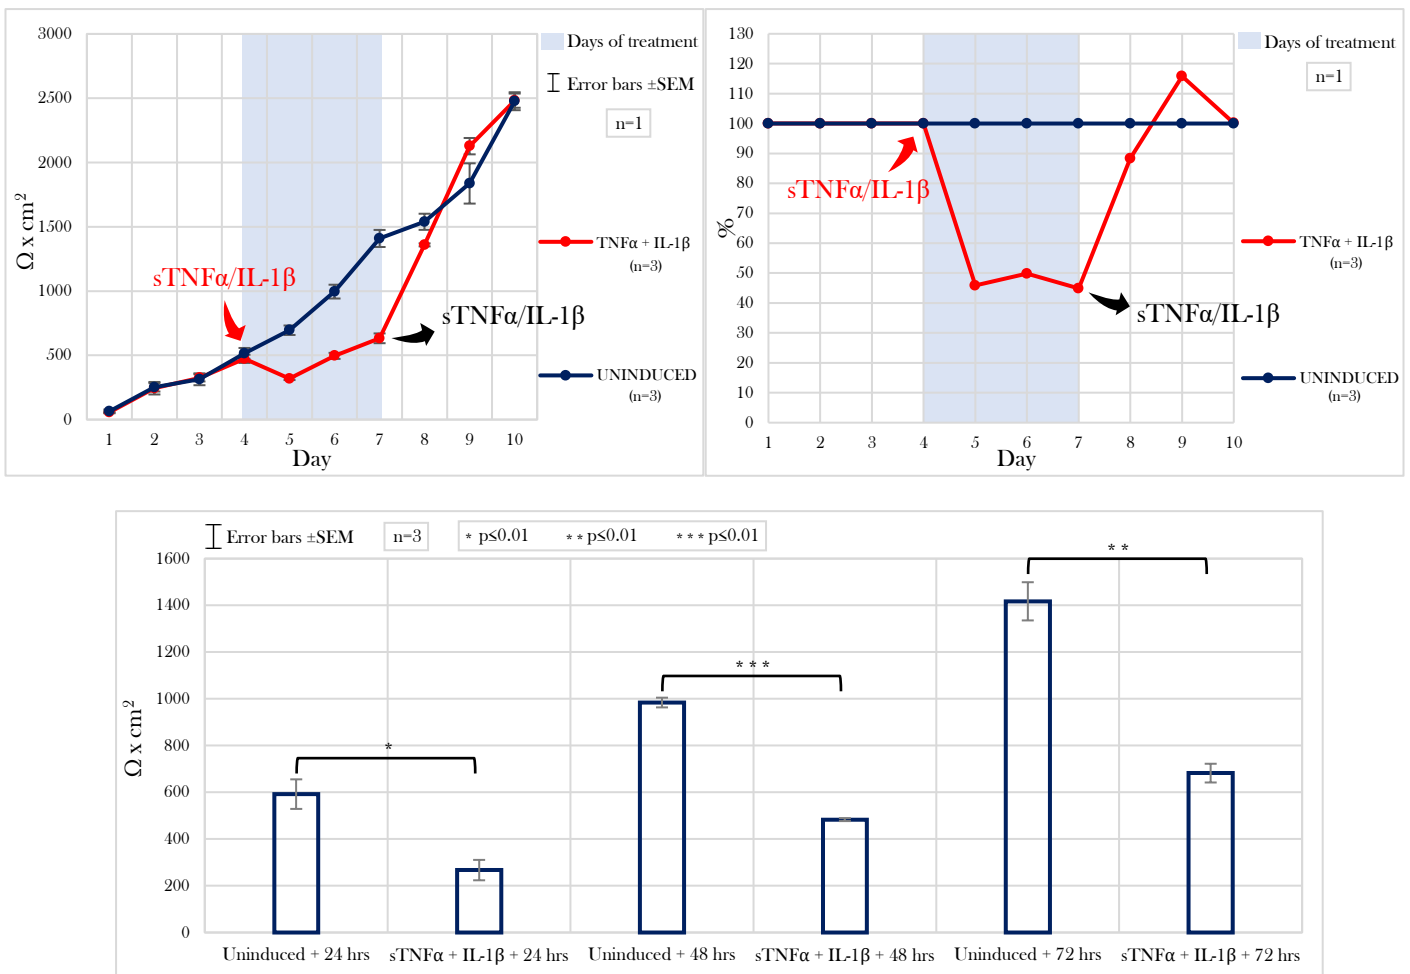 3000
2500
2000
1500
1000
500
0
Ω x cm²
1 2 3 4 5 6 7 8 9 10
Day
sTNFα/IL-1β
sTNFα/IL-1β
Days of treatment
Error bars ±SEM
n=1
TNFα + IL-1β
(n=3)
UNINDUCED
(n=3)
130
120
110
100
90
80
70
60
50
40
30
20
10
0
%
1 2 3 4 5 6 7 8 9 10
Day
sTNFα/IL-1β
sTNFα/IL-1β
Days of treatment
n=1
TNFα + IL-1β
(n=3)
UNINDUCED
(n=3)
Error bars ±SEM n=3 * p≤0.01 ** p≤0.01 *** p≤0.01
1600
1400
1200
1000
800
600
400
200
0
Ω x cm²
*
***
**
Uninduced + 24 hrs sTNFα + IL-1β + 24 hrs Uninduced + 48 hrs sTNFα + IL-1β + 48 hrs Uninduced + 72 hrs sTNFα + IL-1β + 72 hrs